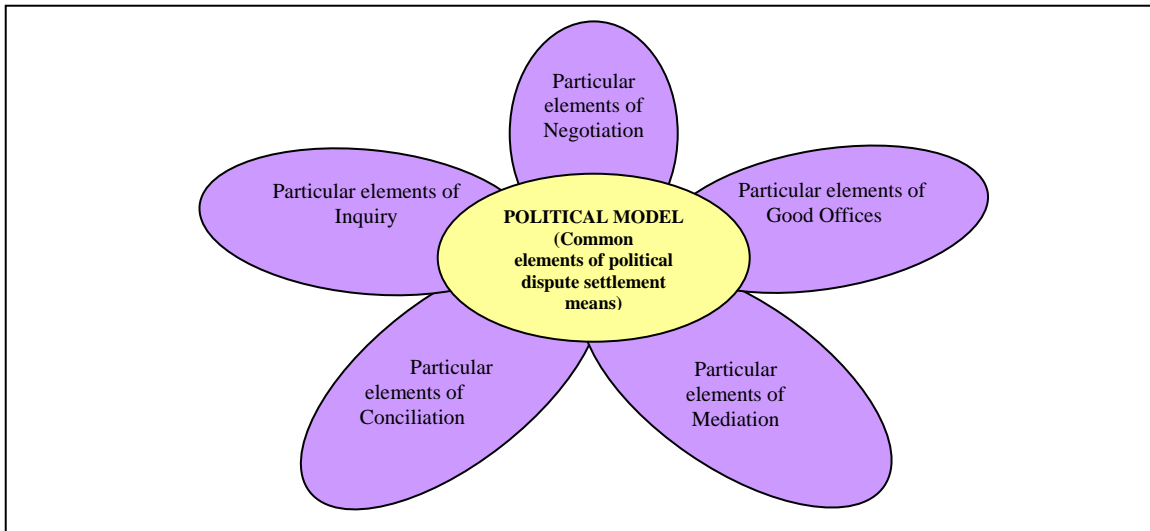 Particular
elements of
Negotiation
Particular elements of
Inquiry
Particular elements of
Good Offices
POLITICAL MODEL
(Common
elements of political
dispute settlement
means)
Particular
elements of
Conciliation
Particular
elements of
Mediation